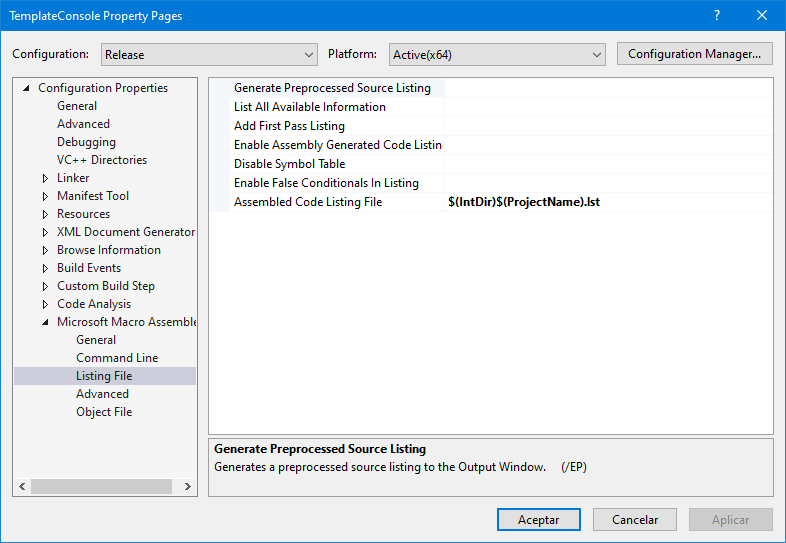 TemplateConsole Property Pages
Configuration: Release Platform: Active(x64) Configuration Manager...
Configuration Properties
General
Advanced
Debugging
VC++ Directories
Linker
Manifest Tool
Resources
XML Document Generator
Browse Information
Build Events
Custom Build Step
Code Analysis
Microsoft Macro Assemble
General
Command Line
Listing File
Advanced
Object File
Generate Preprocessed Source Listing
List All Available Information
Add First Pass Listing
Enable Assembly Generated Code Listin
Disable Symbol Table
Enable False Conditionals In Listing
Assembled Code Listing File $(IntDir)$(ProjectName).lst
Generate Preprocessed Source Listing
Generates a preprocessed source listing to the Output Window. (/EP)
Aceptar Cancelar Aplicar